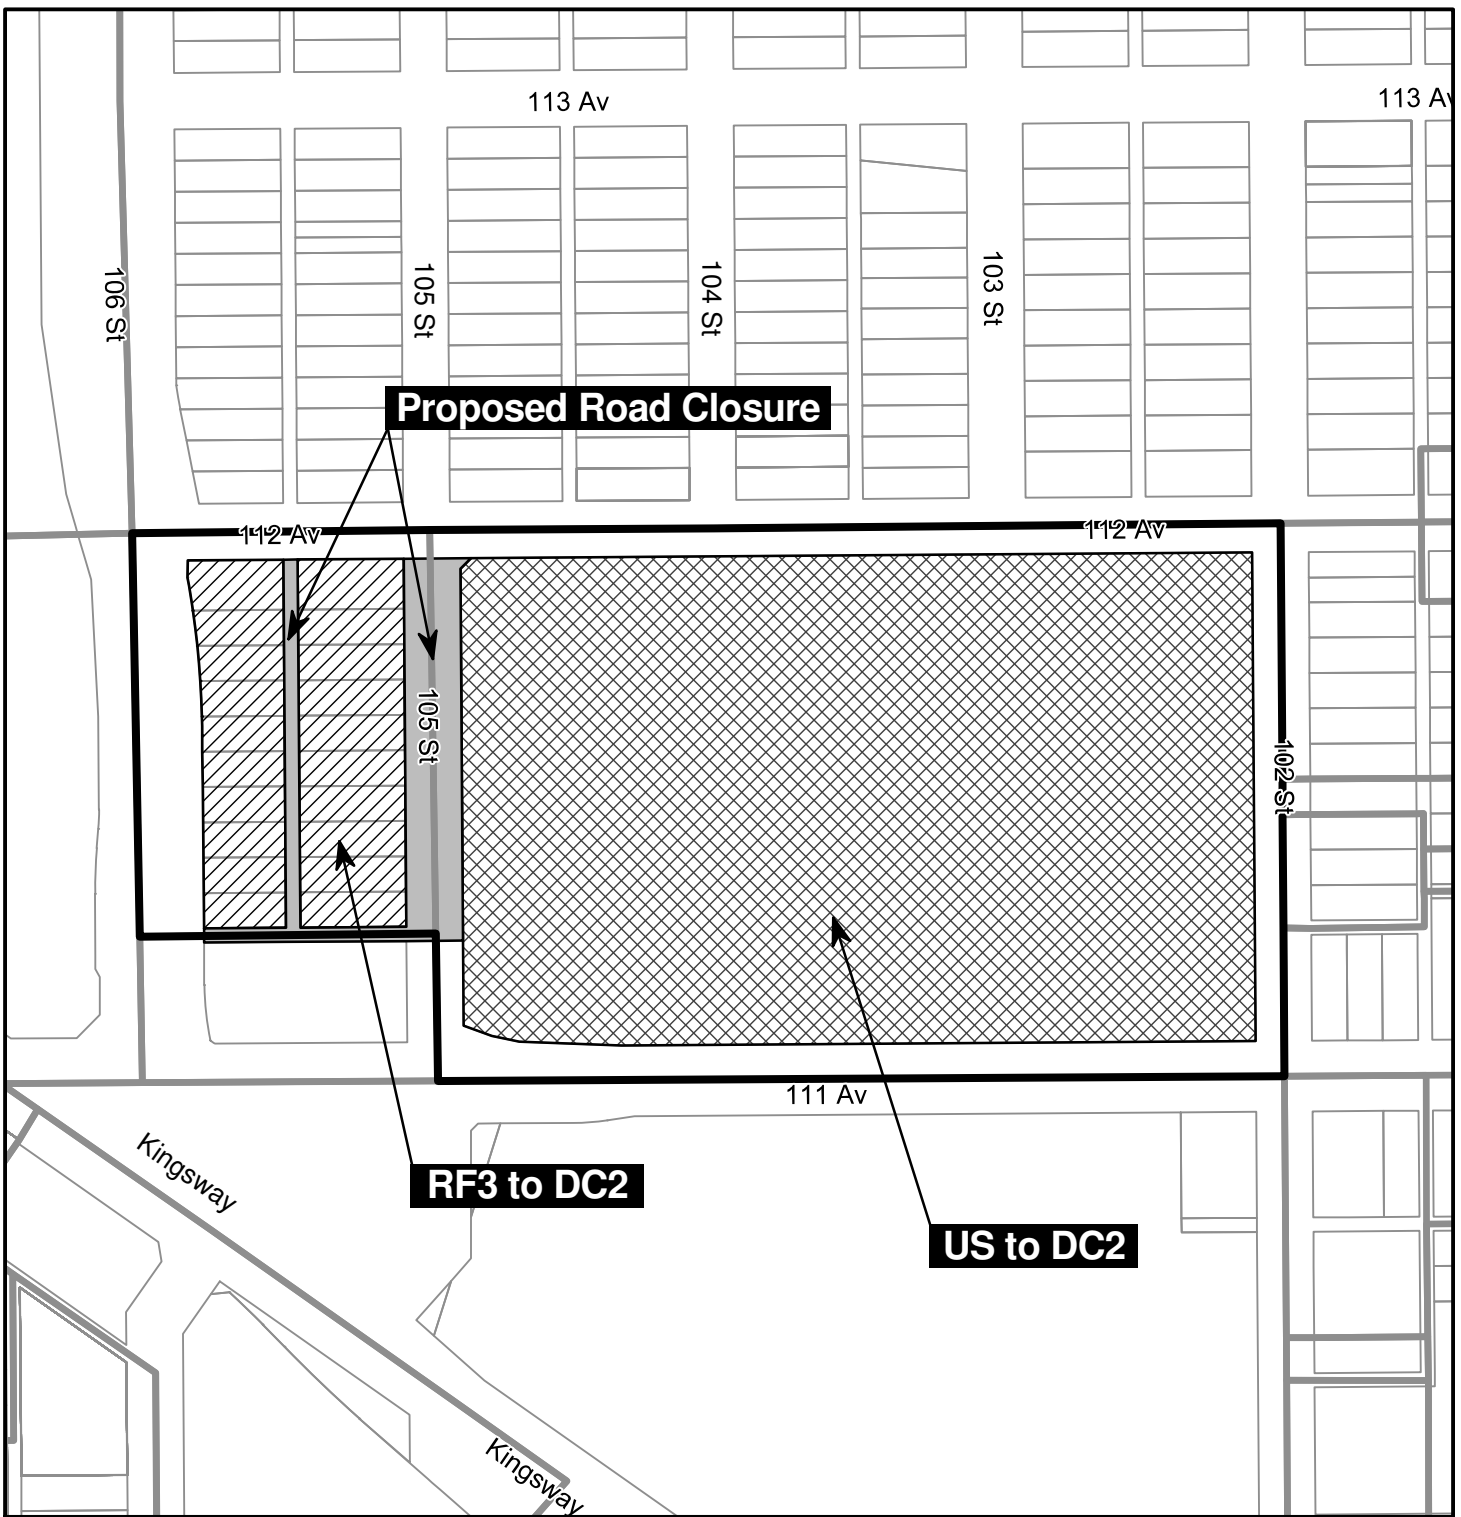 113 Av
113 Av
106 St
105 St
104 St
103 St
Proposed Road Closure
112 Av
112 Av
105 St
102 St
111 Av
Kingsway
RF3 to DC2
US to DC2
Kingsway